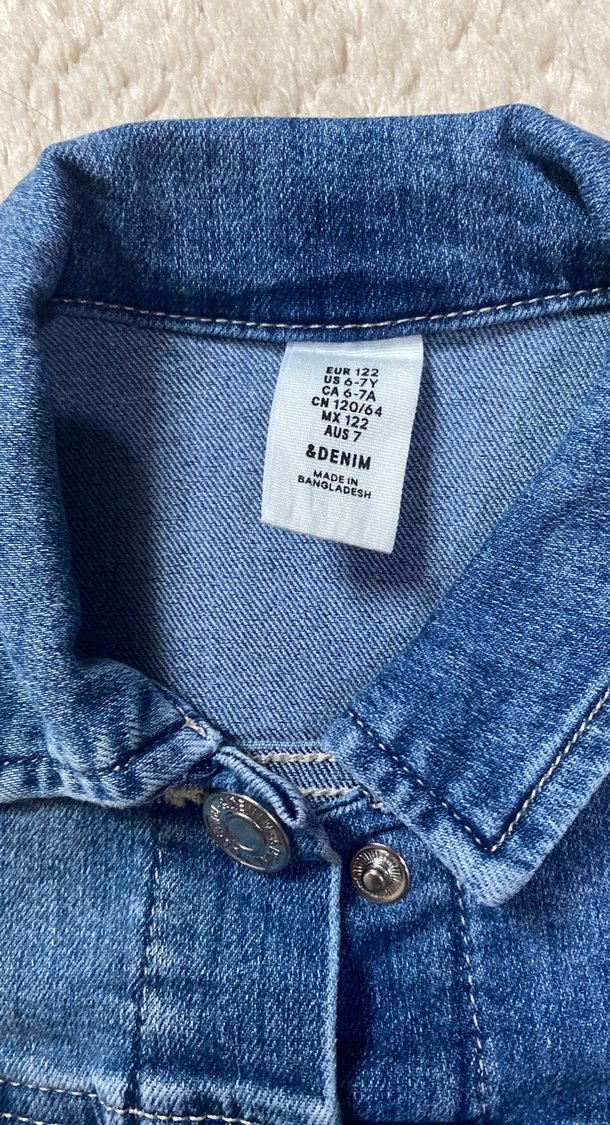 EUR 122
US 6-7Y
CA 6-7A
CN 120/64
MX 122
AUS 7
&DENIM
MADE IN
BANGLADESH